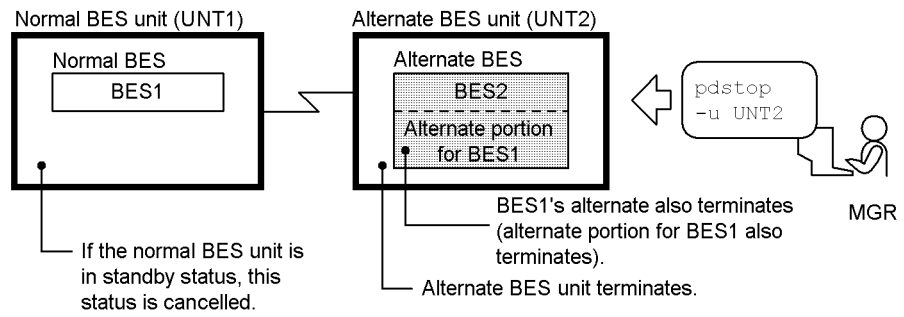 Normal BES unit (UNT1)
Alternate BES unit (UNT2)
Normal BES
BES1
Alternate BES
BES2
Alternate portion
for BES1
pdstop
-u UNT2
MGR
BES1's alternate also terminates
(alternate portion for BES1 also
terminates).
If the normal BES unit is
in standby status, this
status is cancelled.
Alternate BES unit terminates.